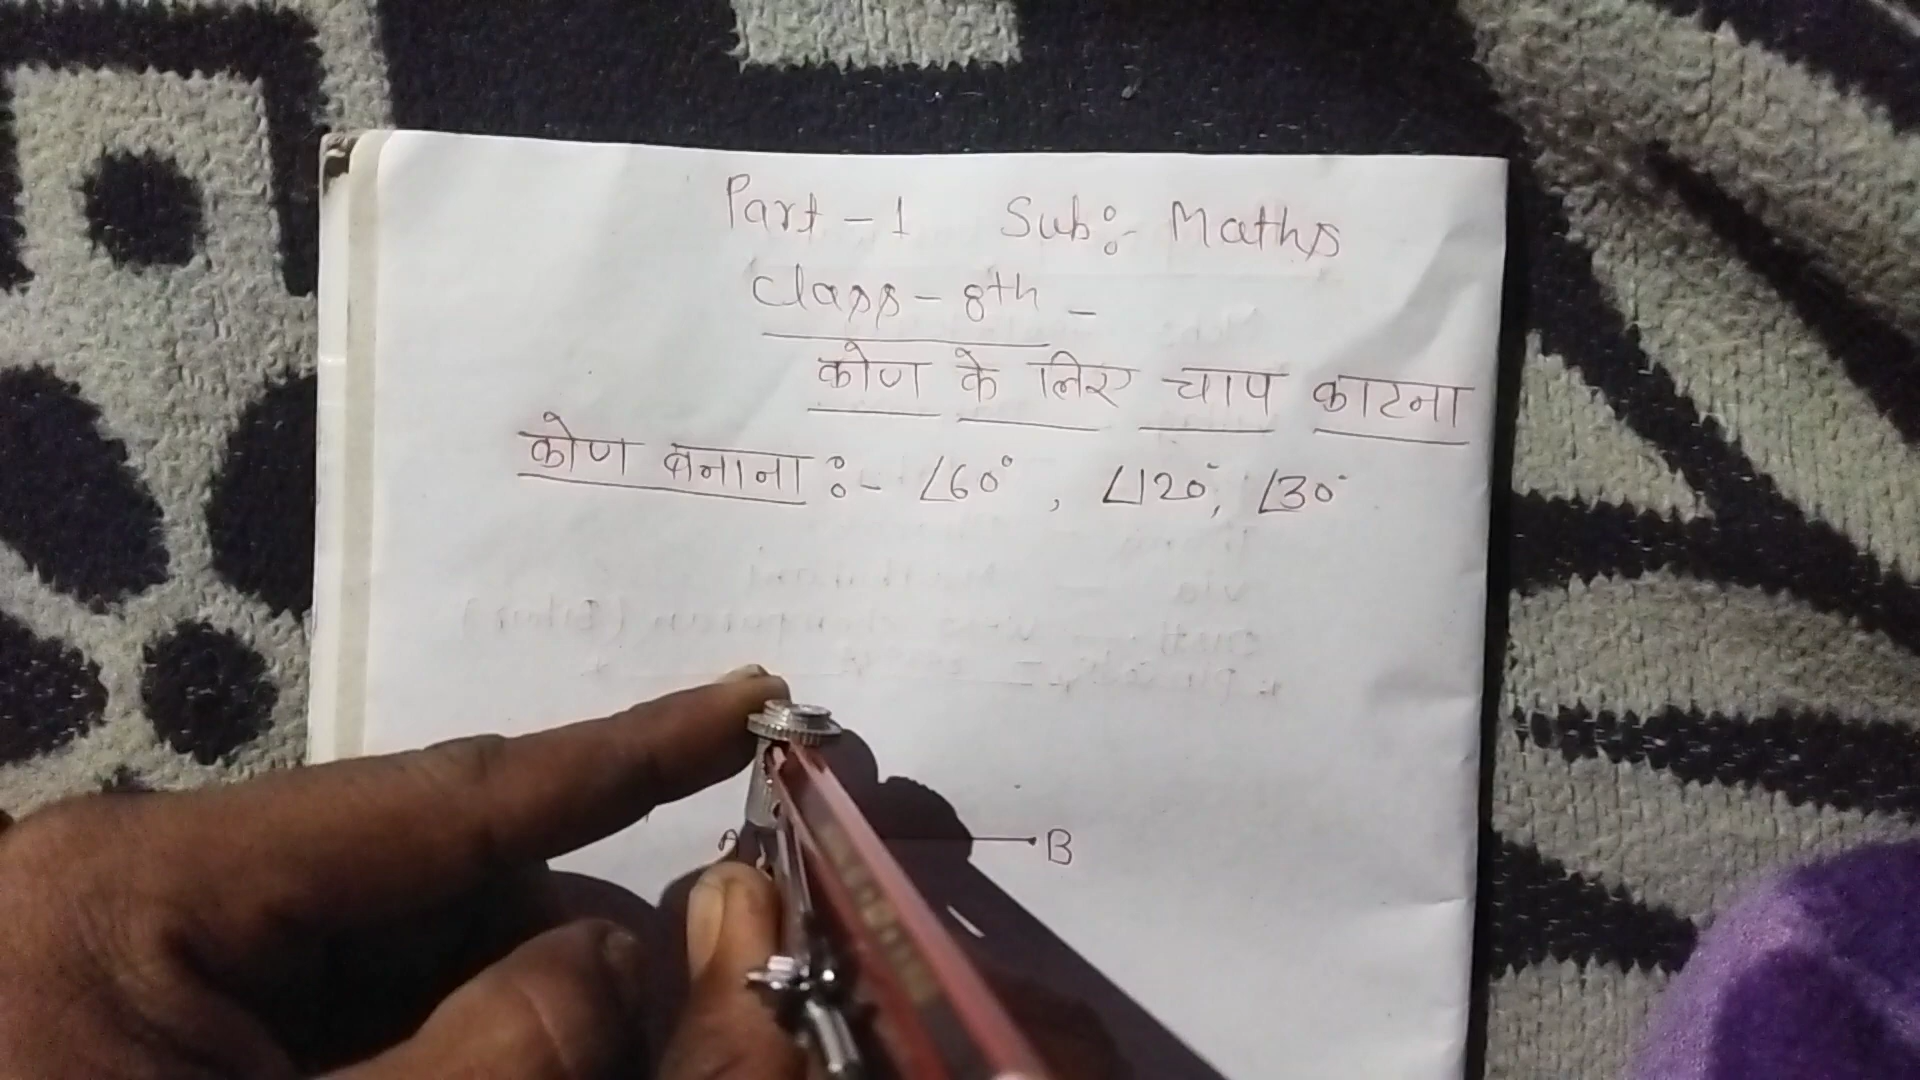 Part - 1 Sub:- Maths
Class - 8th -
कोण के लिए चाप काटना
कोण बनाना :- ∠60°, ∠120°, ∠30°
A B